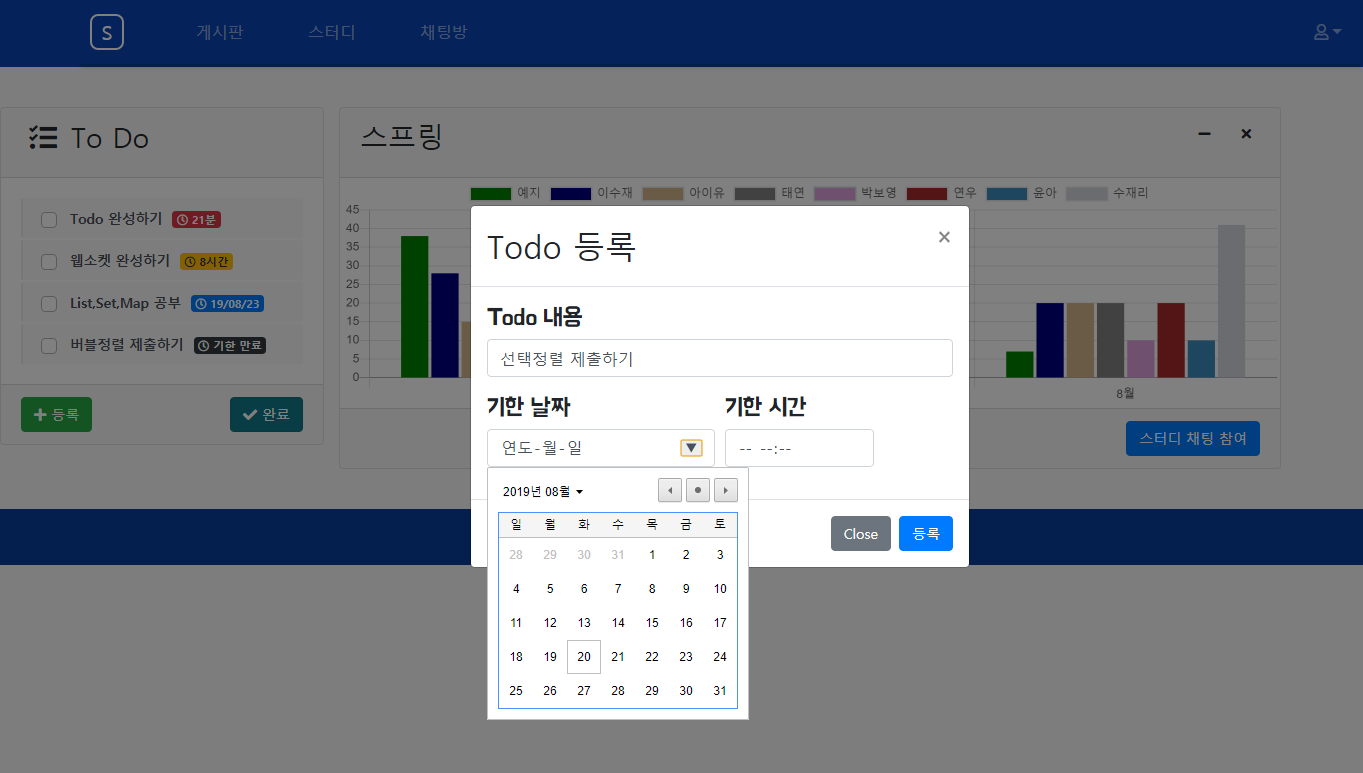 S 게시판 스터디 채팅방
To Do
Todo 완성하기 21분
웹소켓 완성하기 8시간
List,Set,Map 공부 19/08/23
버블정렬 제출하기 기한 만료
등록 완료
스프링
예지 이수재 아이유 태연 박보영 연우 윤아 수재리
45
40
35
30
25
20
15
10
5
0
8월
스터디 채팅 참여
Todo 등록 ×
Todo 내용
선택정렬 제출하기
기한 날짜 기한 시간
연도-월-일 -- --:--
2019년 08월
일 월 화 수 목 금 토
28 29 30 31 1 2 3
4 5 6 7 8 9 10
11 12 13 14 15 16 17
18 19 20 21 22 23 24
25 26 27 28 29 30 31
Close 등록